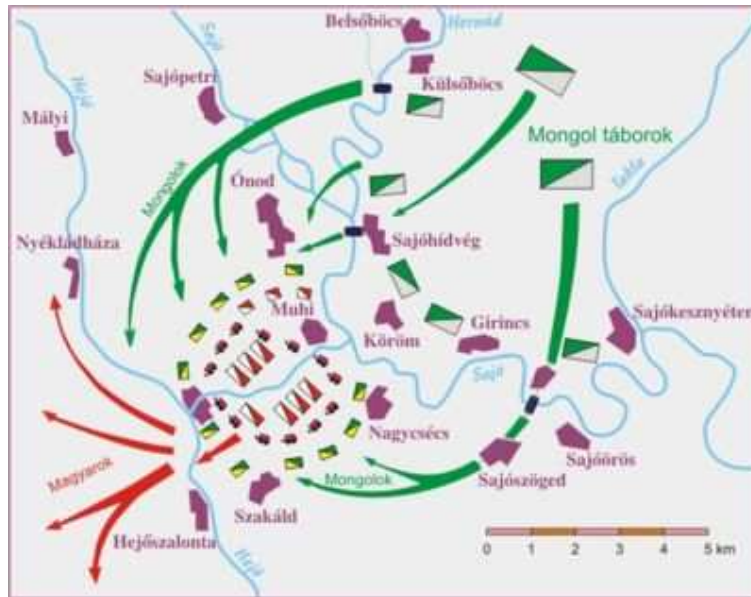 Belsőböcs
Hernád
Sajó
Külsőböcs
Sajópetri
Hejő
Mongol táborok
Mályi
Takta
Mongolok
Ónod
Nyékládháza
Sajóhídvég
Muhi
Köröm
Girincs
Sajókesznyéten
Sajó
Nagycsécs
Sajóörös
Magyarok
Sajószöged
Mongolok
Szakáld
Hejőszalonta
Hejő
0 1 2 3 4 5 km